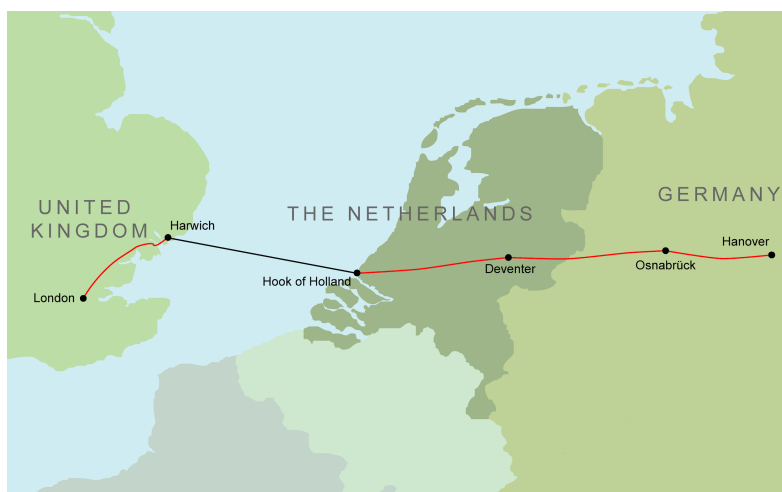 UNITED
KINGDOM
THE NETHERLANDS
GERMANY
Harwich
London
Hook of Holland
Deventer
Osnabrück
Hanover